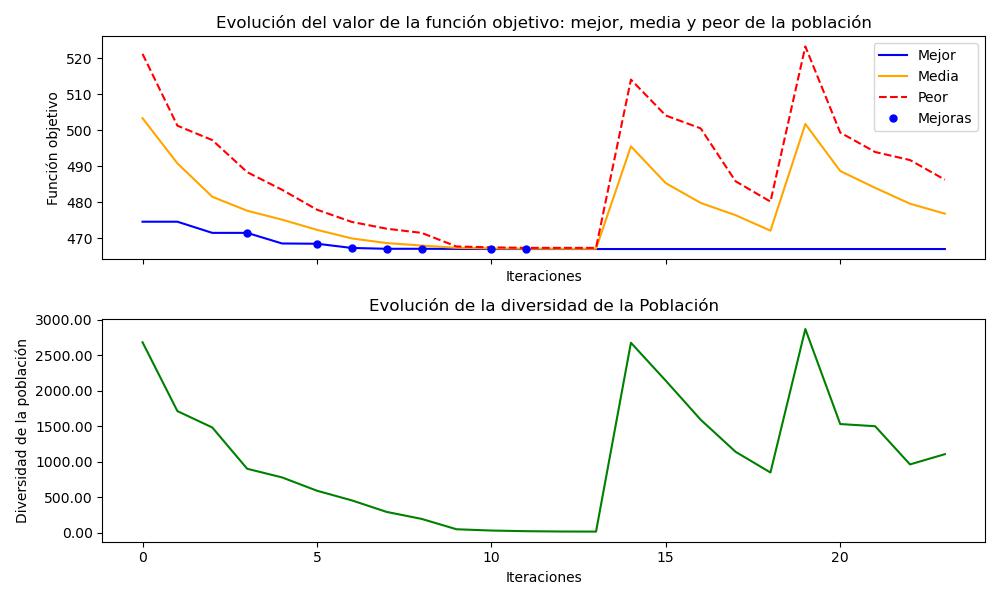 Evolución del valor de la función objetivo: mejor, media y peor de la población
Función objetivo
520
510
500
490
480
470
Mejor
Media
Peor
Mejoras
Iteraciones
Evolución de la diversidad de la Población
Diversidad de la población
3000.00
2500.00
2000.00
1500.00
1000.00
500.00
0.00
0 5 10 15 20
Iteraciones